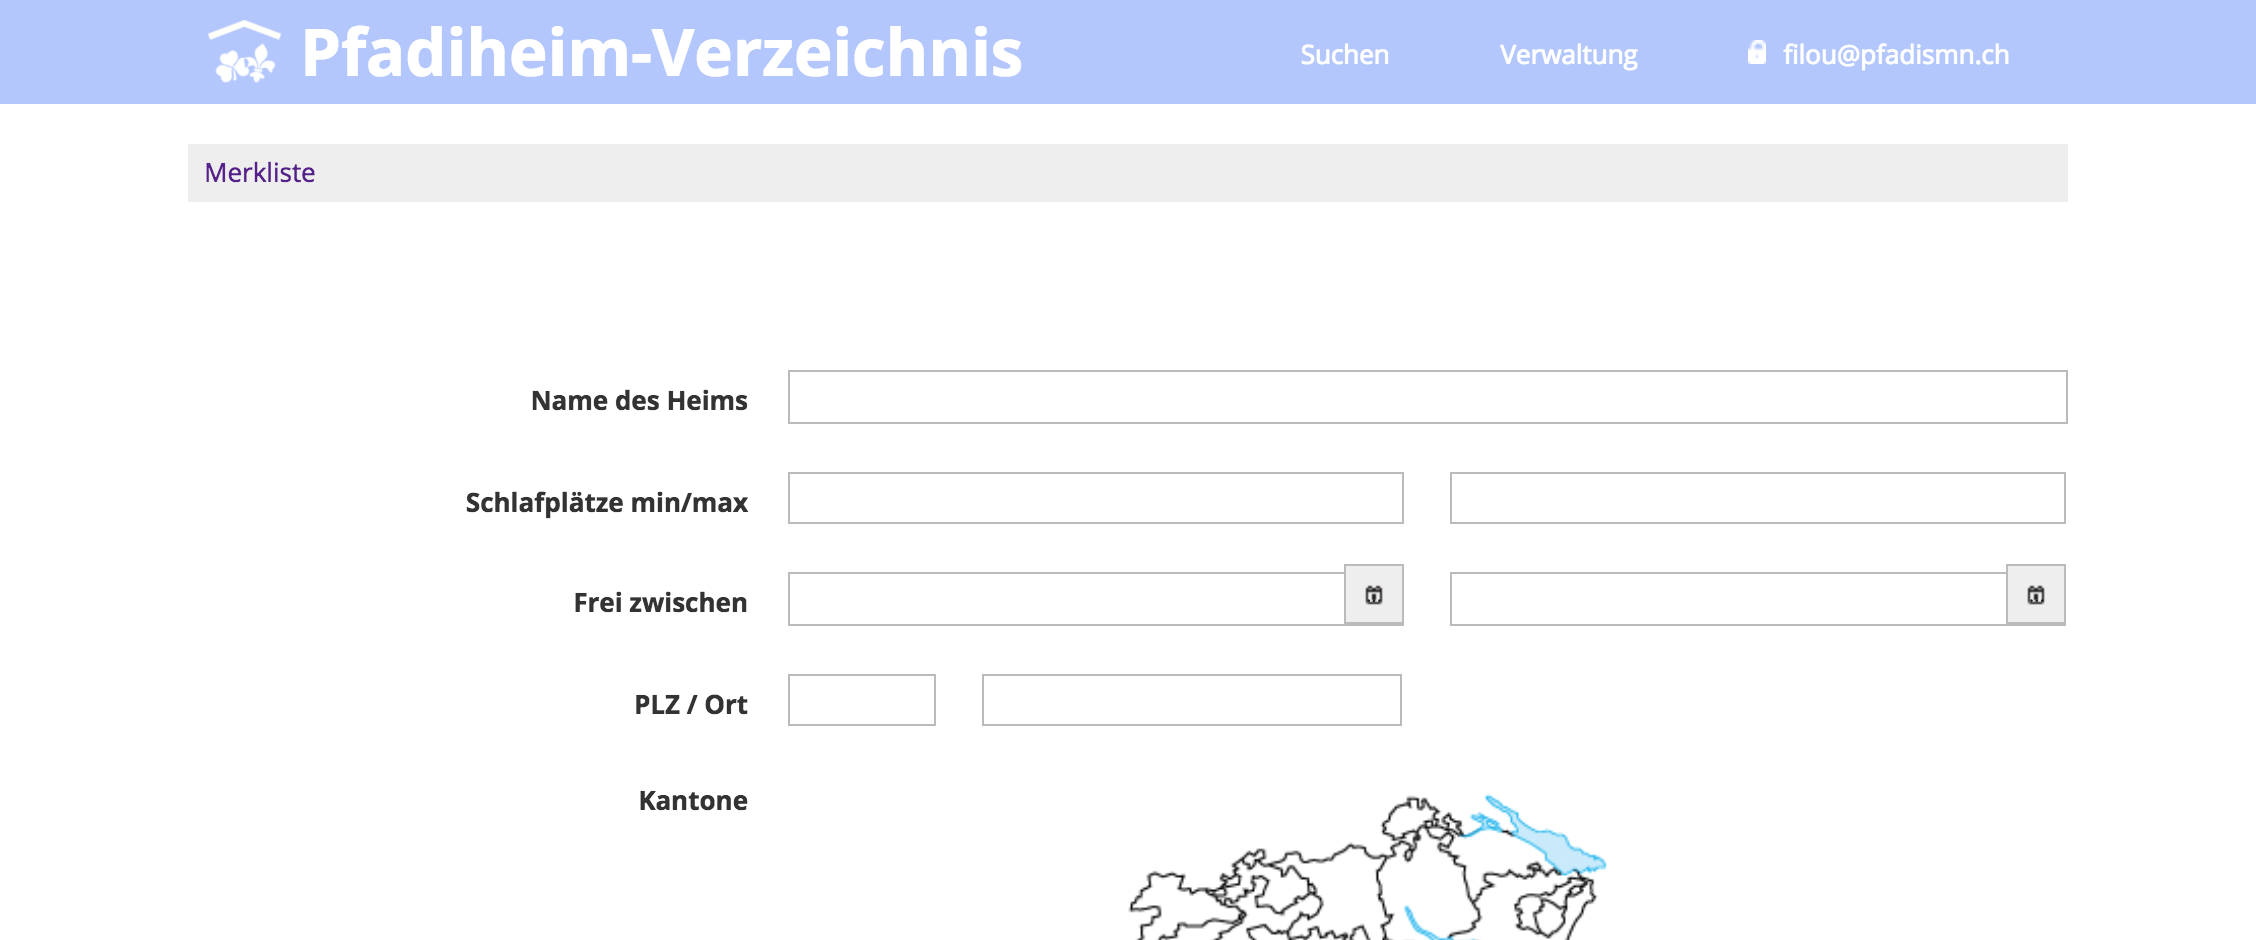 Pfadiheim-Verzeichnis
Suchen
Verwaltung
filou@pfadismn.ch
Merkliste
Name des Heims
Schlafplätze min/max
Frei zwischen
PLZ / Ort
Kantone